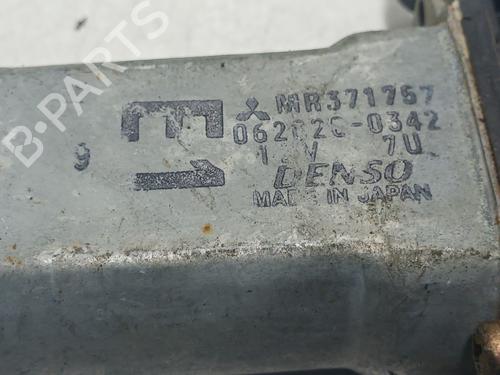 MR371767
062020-0342
12V 7U
DENSO
MADE IN JAPAN
9
B-PARTS